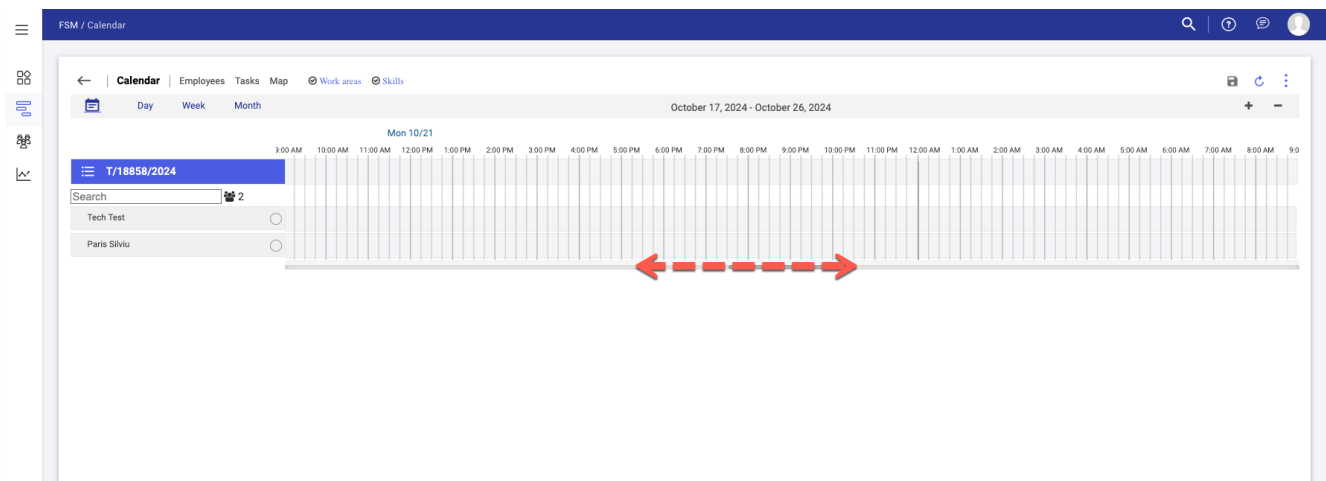 FSM / Calendar
Calendar | Employees Tasks Map Work areas Skills
Day Week Month October 17, 2024 - October 26, 2024 + −
Mon 10/21
9:00 AM 10:00 AM 11:00 AM 12:00 PM 1:00 PM 2:00 PM 3:00 PM 4:00 PM 5:00 PM 6:00 PM 7:00 PM 8:00 PM 9:00 PM 10:00 PM 11:00 PM 12:00 AM 1:00 AM 2:00 AM 3:00 AM 4:00 AM 5:00 AM 6:00 AM 7:00 AM 8:00 AM 9:0
T/18858/2024
Search 2
Tech Test
Paris Silviu